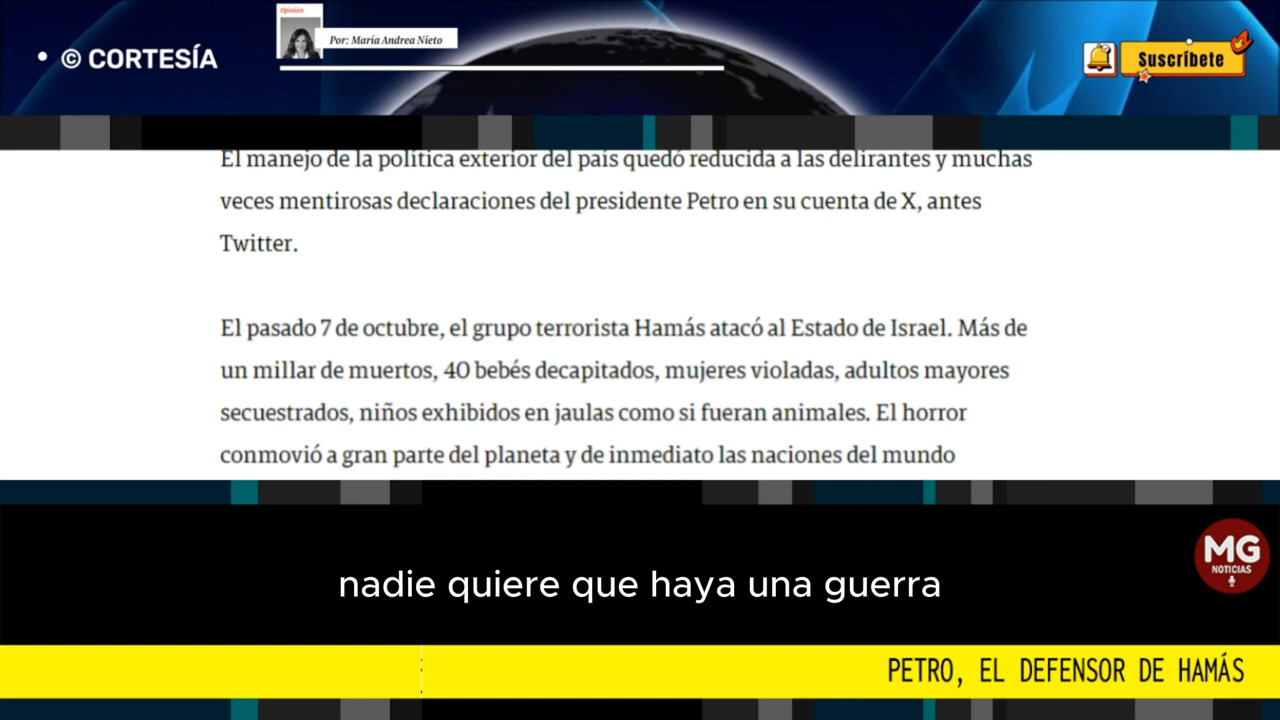 Opinión
Por: María Andrea Nieto
© CORTESÍA
Suscríbete
El manejo de la política exterior del país quedó reducida a las delirantes y muchas
veces mentirosas declaraciones del presidente Petro en su cuenta de X, antes
Twitter.
El pasado 7 de octubre, el grupo terrorista Hamás atacó al Estado de Israel. Más de
un millar de muertos, 40 bebés decapitados, mujeres violadas, adultos mayores
secuestrados, niños exhibidos en jaulas como si fueran animales. El horror
conmovió a gran parte del planeta y de inmediato las naciones del mundo
MG
NOTICIAS
nadie quiere que haya una guerra
PETRO, EL DEFENSOR DE HAMÁS